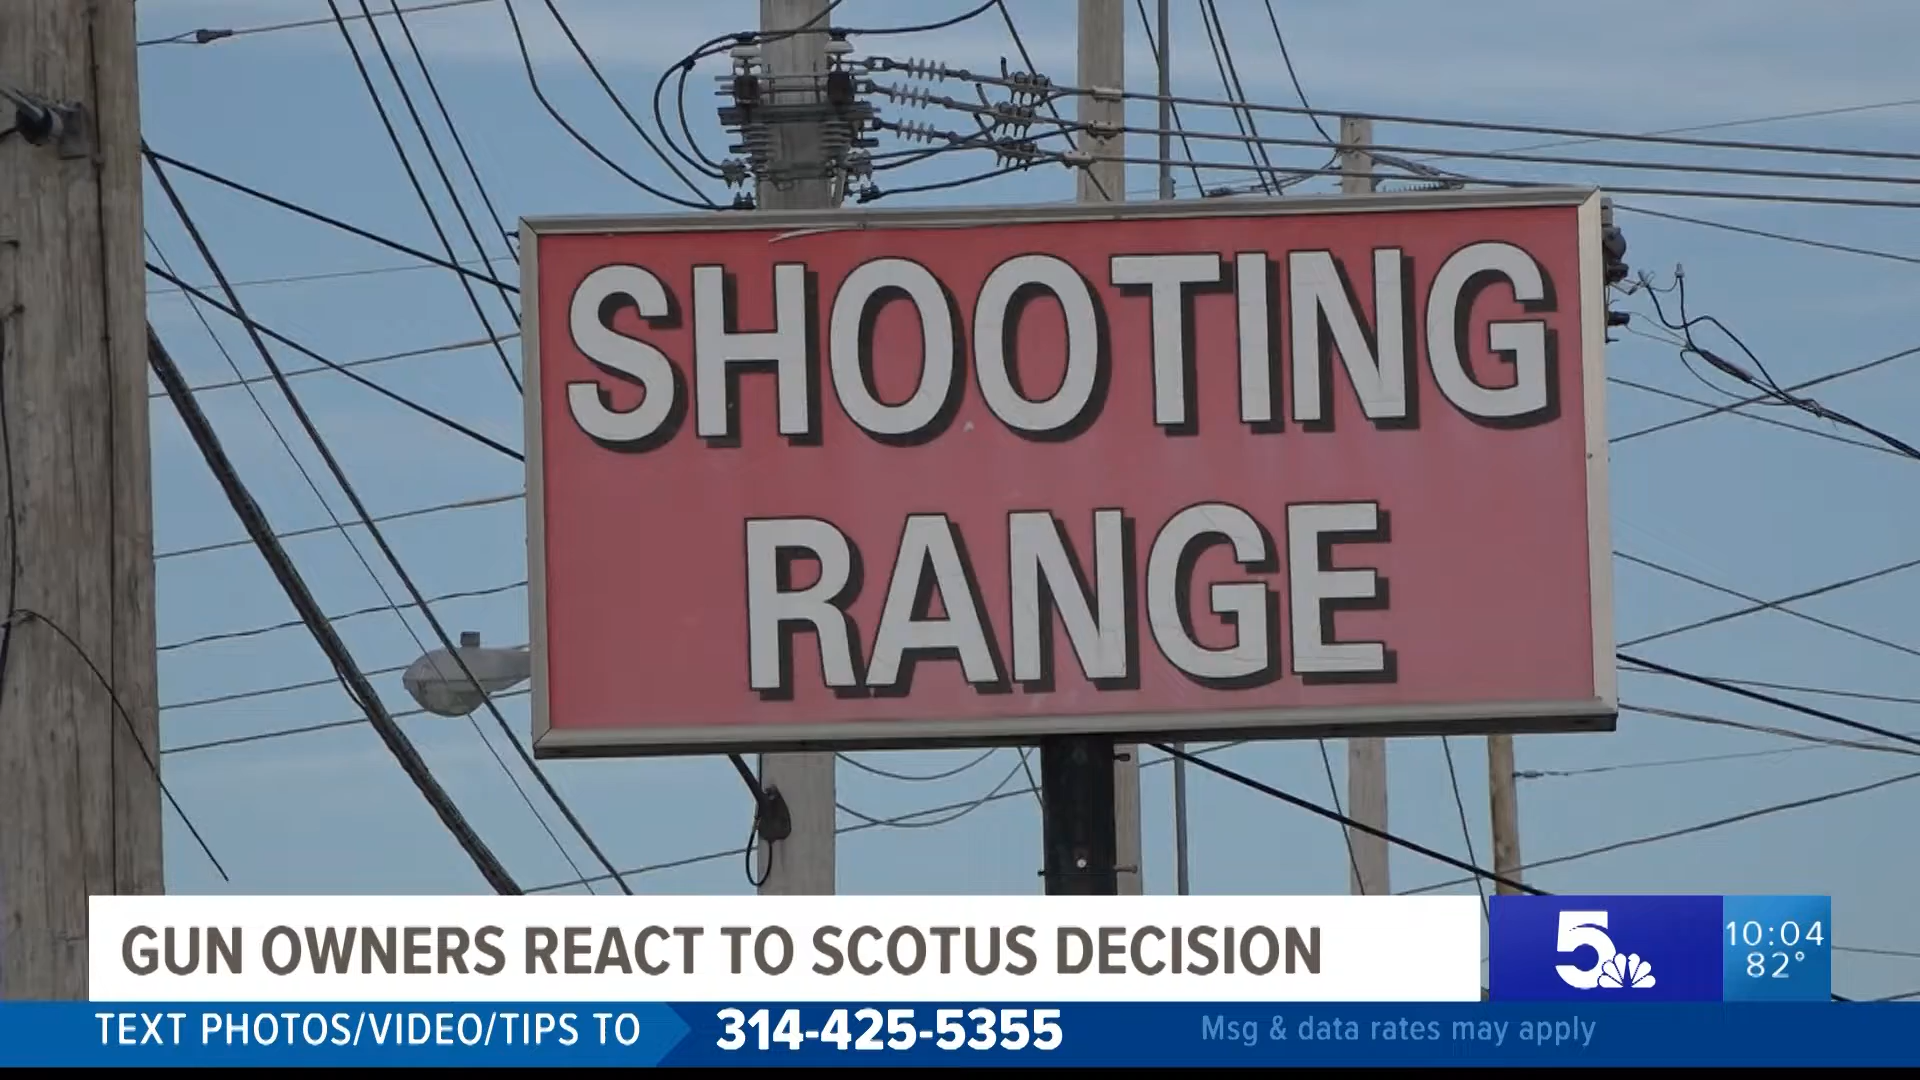 SHOOTING
RANGE
GUN OWNERS REACT TO SCOTUS DECISION
5
10:04
82°
TEXT PHOTOS/VIDEO/TIPS TO 314-425-5355 Msg & data rates may apply